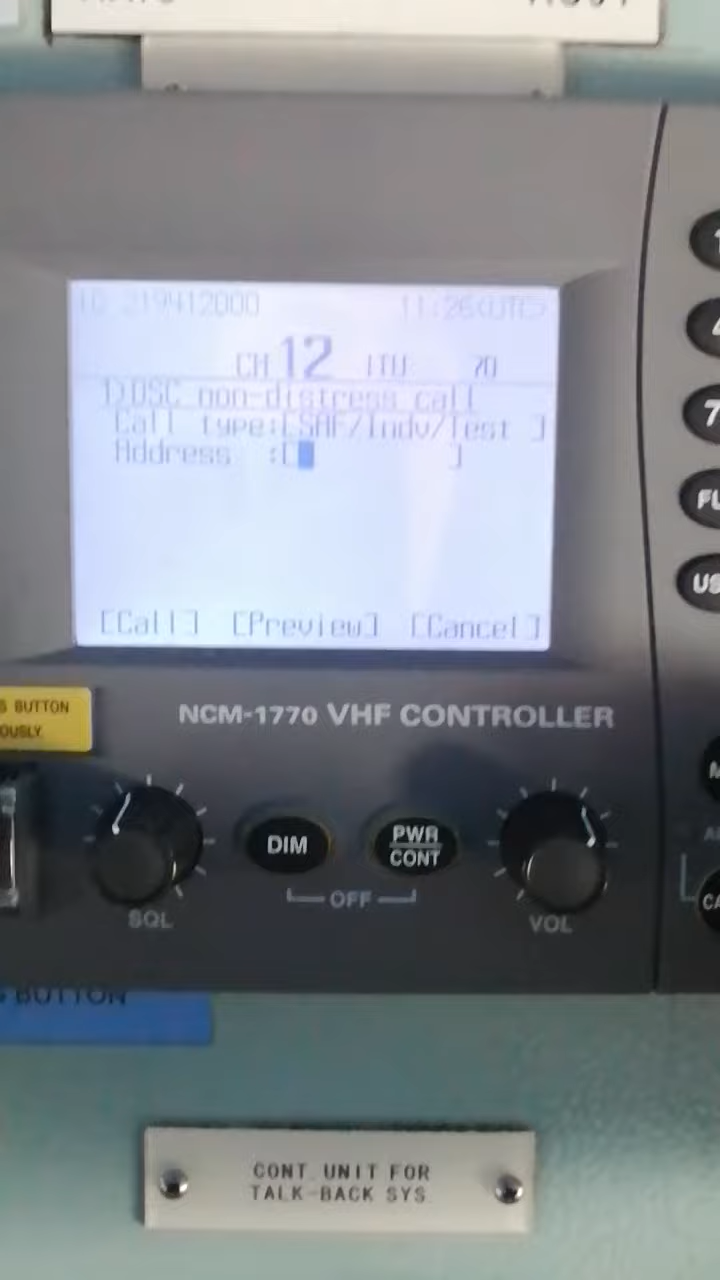 ID 219412000 11:26<UTC>
CH 12 ITU 70
1)DSC non-distress call
Call type:[SAF/Indv/Test ]
Address :[ ]
[Call] [Preview] [Cancel]
BUTTON
NCM-1770 VHF CONTROLLER
DIM
PWR
CONT
OFF
SQL
VOL
BUTTON
CONT. UNIT FOR
TALK-BACK SYS.